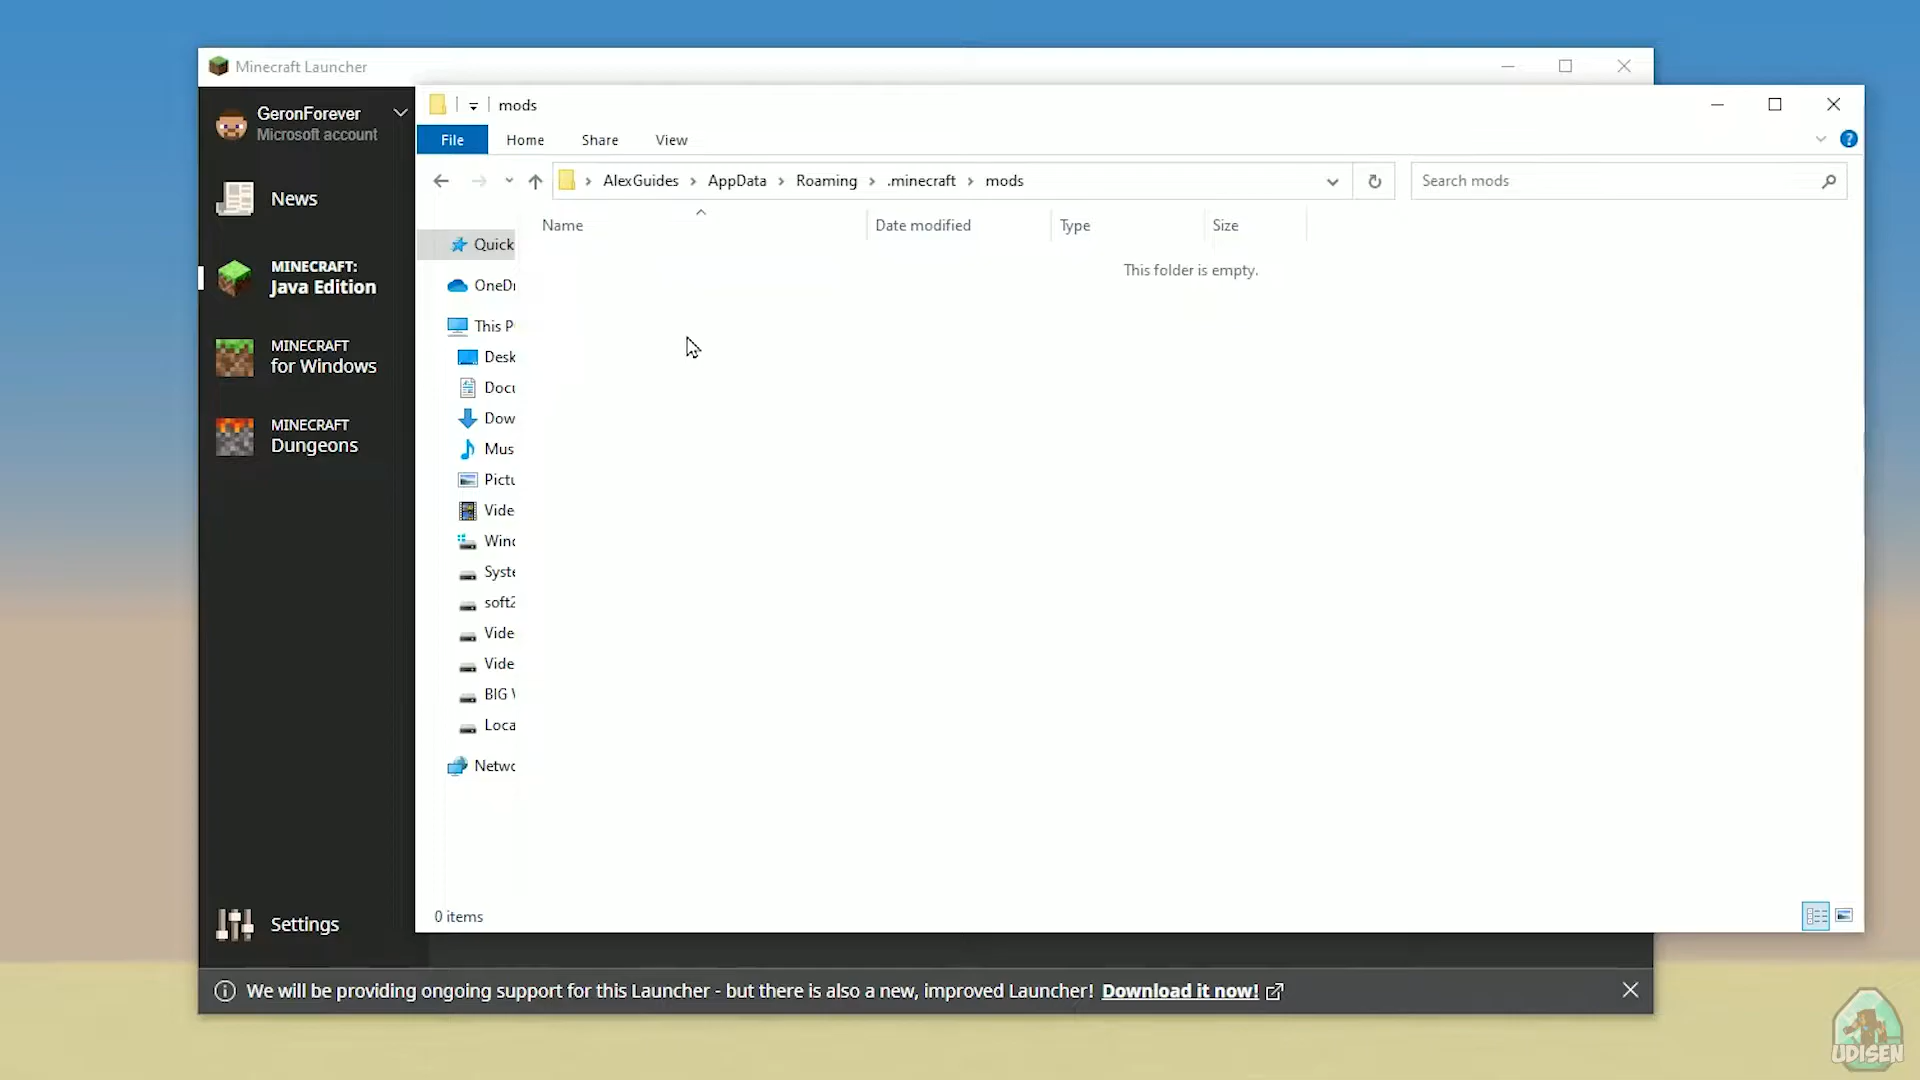 Minecraft Launcher
GeronForever
Microsoft account
News
MINECRAFT:
Java Edition
MINECRAFT
for Windows
MINECRAFT
Dungeons
Settings
mods
File Home Share View
AlexGuides AppData Roaming .minecraft mods
Search mods
Name Date modified Type Size
This folder is empty.
Quick
OneDr
This P
Desk
Docu
Dow
Mus
Pictu
Vide
Wind
Syste
soft2
Vide
Vide
BIG V
Loca
Netwo
0 items
We will be providing ongoing support for this Launcher - but there is also a new, improved Launcher! Download it now!
UDISEN